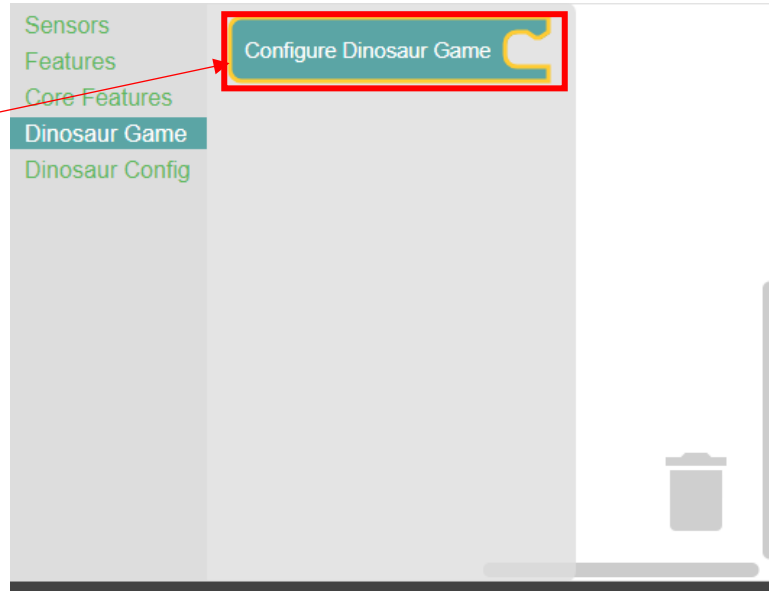 Sensors
Features
Core Features
Dinosaur Game
Dinosaur Config
Configure Dinosaur Game